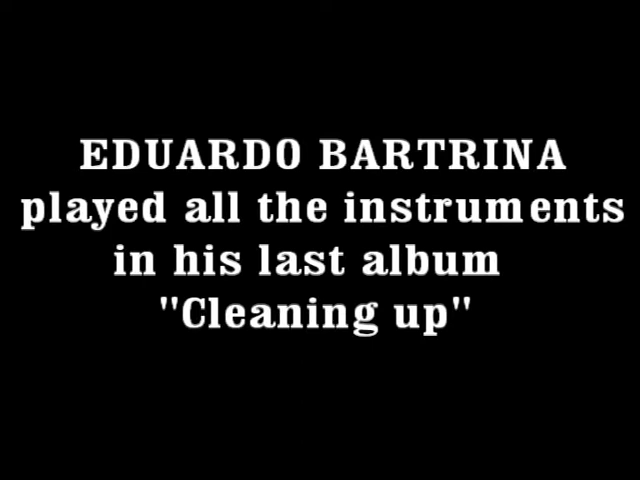 EDUARDO BARTRINA
played all the instruments
in his last album
"Cleaning up"